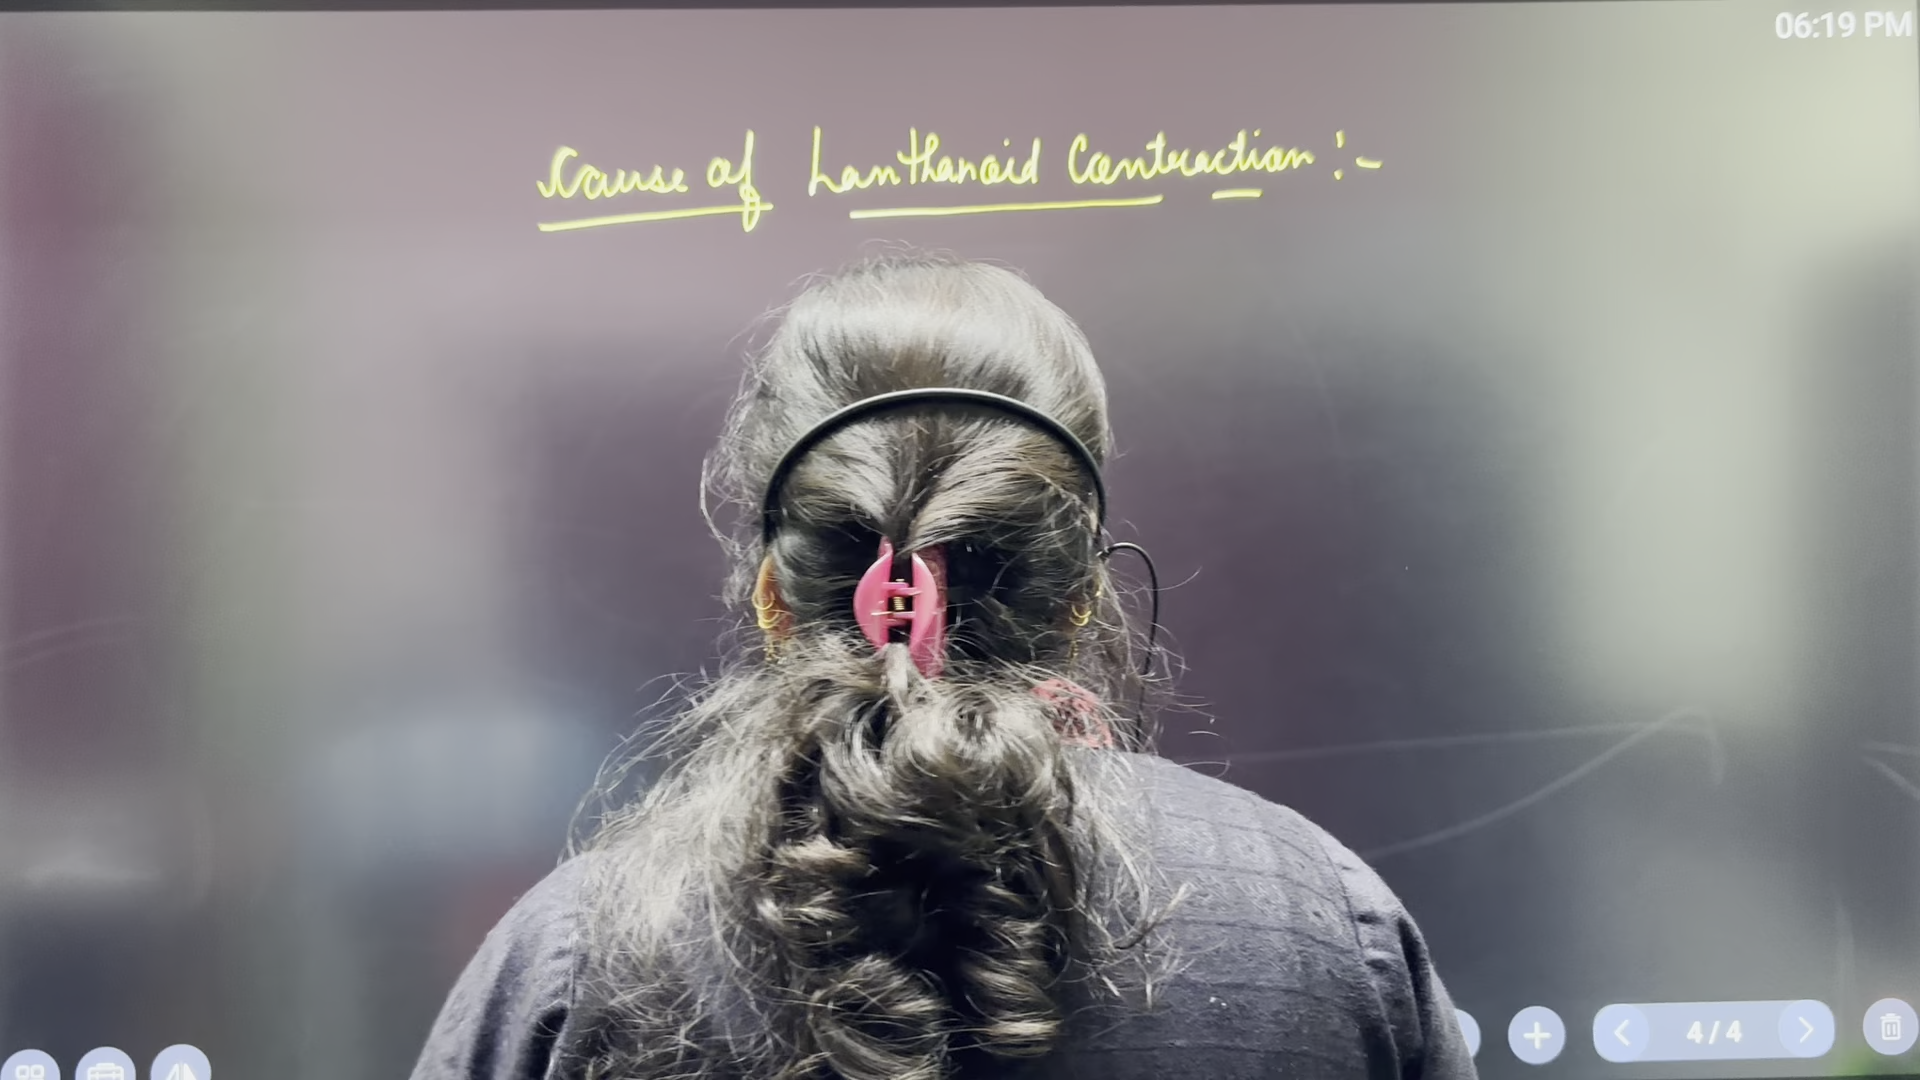 06:19 PM
Cause of Lanthanoid Contraction :-
4/4